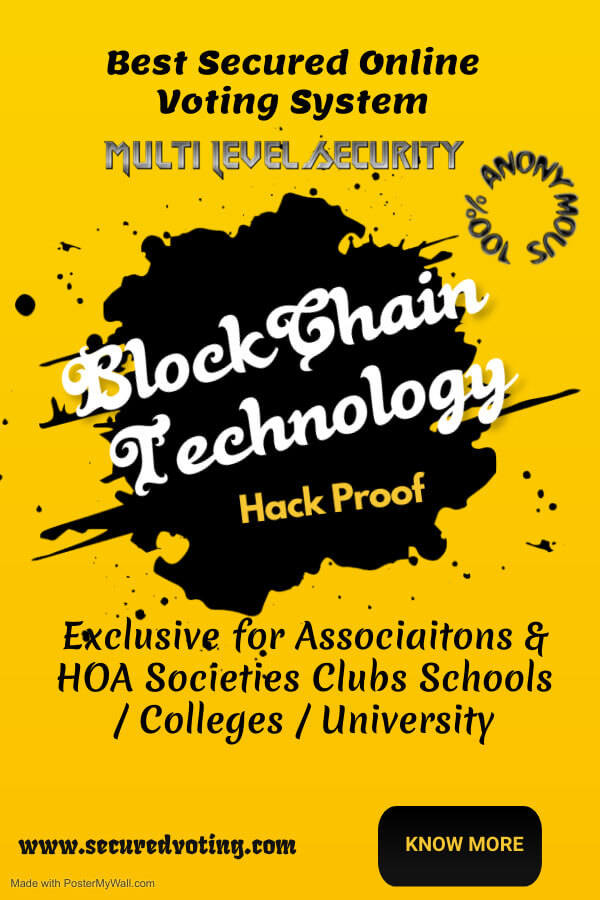 Best Secured Online
Voting System
Multi Level Security
100% ANONYMOUS
BlockChain
Technology
Hack Proof
Exclusive for Associaitons &
HOA Societies Clubs Schools
/ Colleges / University
www.securedvoting.com
KNOW MORE
Made with PosterMyWall.com